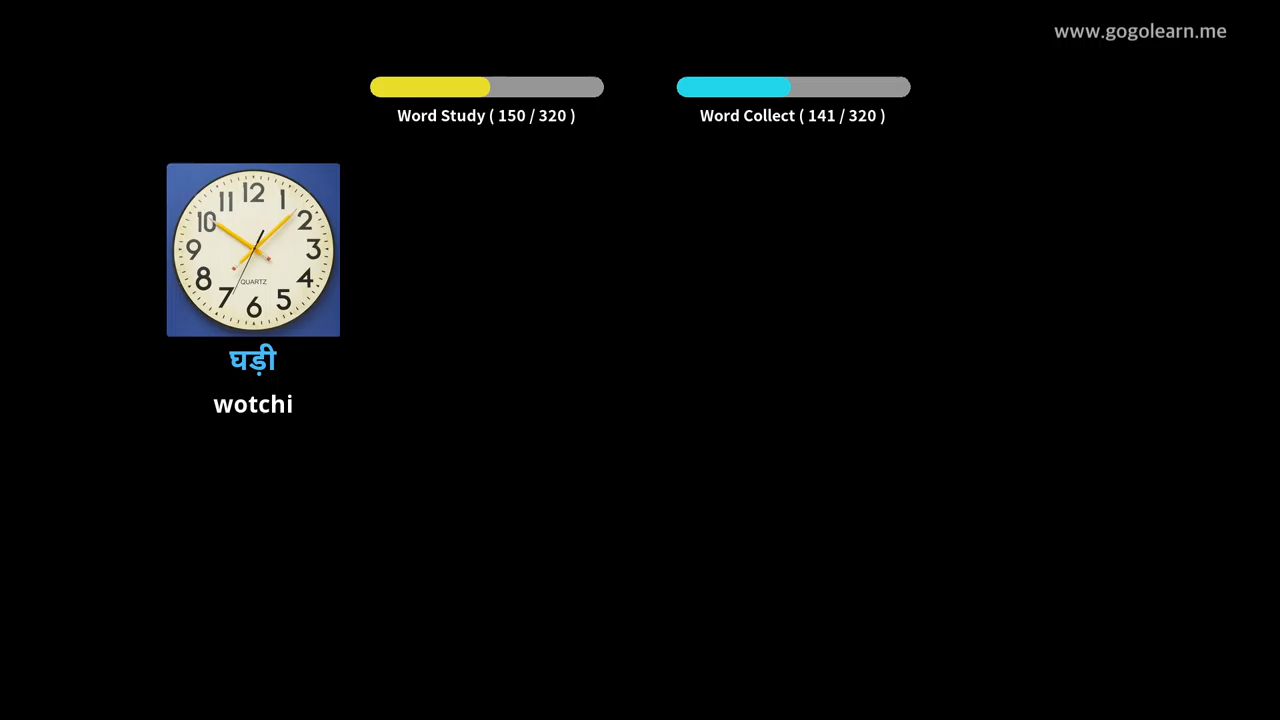 www.gogolearn.me
Word Study ( 150 / 320 )
Word Collect ( 141 / 320 )
12
1
2
3
4
5
6
7
8
9
10
11
QUARTZ
घड़ी
wotchi